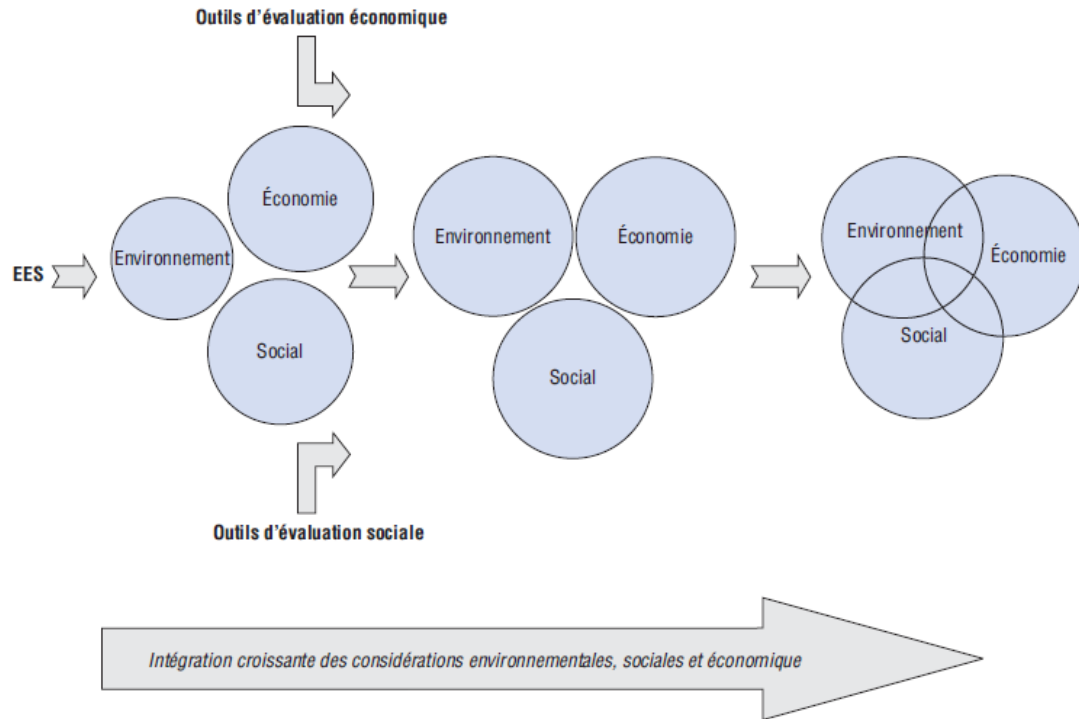 Outils d'évaluation économique
Économie
Environnement
EES
Social
Environnement
Économie
Social
Environnement
Économie
Social
Outils d'évaluation sociale
Intégration croissante des considérations environnementales, sociales et économique